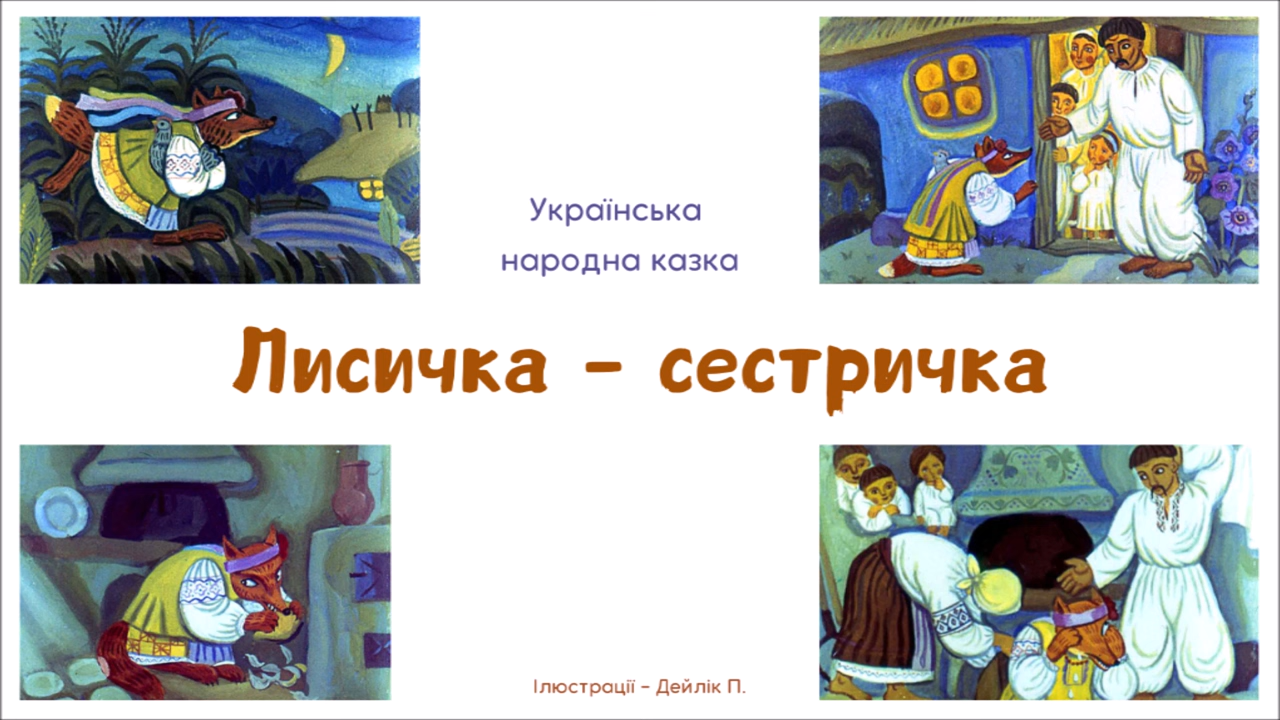 Українська
народна казка
Лисичка - сестричка
Ілюстрації - Дейлік П.